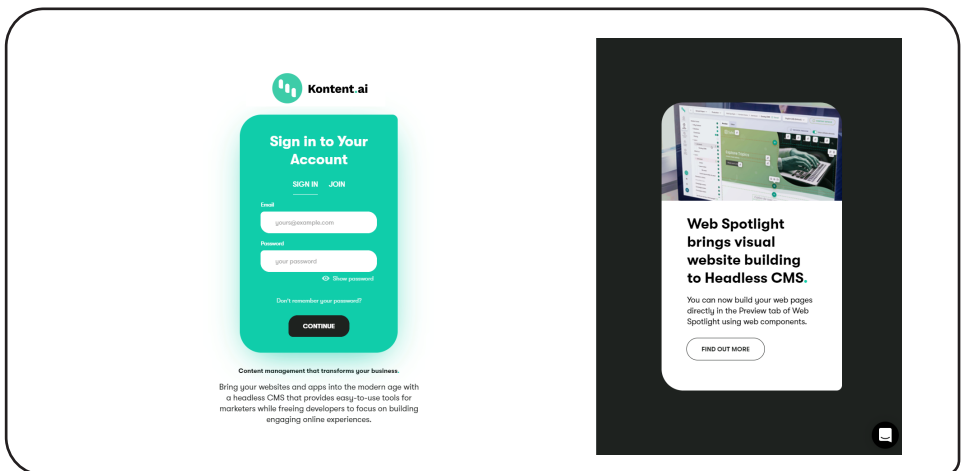 Kontent.ai
Sign in to Your
Account
SIGN IN JOIN
Email
yours@example.com
Password
your password
Show password
Don't remember your password?
CONTINUE
Content management that transforms your business.
Bring your websites and apps into the modern age with
a headless CMS that provides easy-to-use tools for
marketers while freeing developers to focus on building
engaging online experiences.
Web Spotlight
brings visual
website building
to Headless CMS.
You can now build your web pages
directly in the Preview tab of Web
Spotlight using web components.
FIND OUT MORE